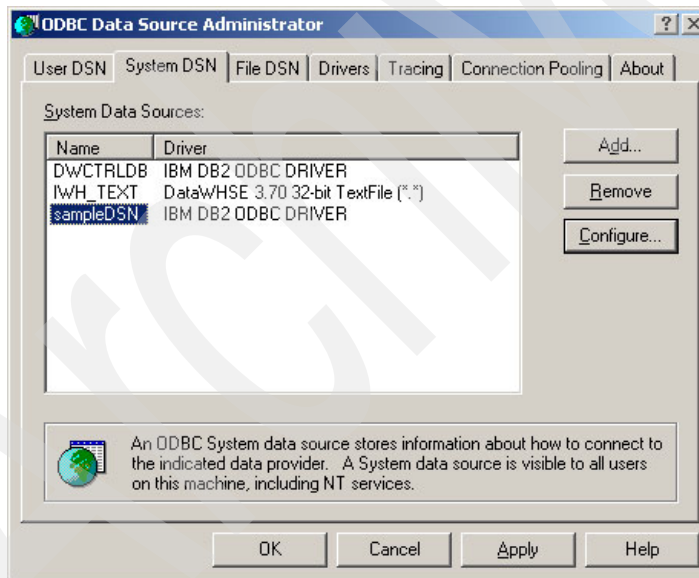 ODBC Data Source Administrator
User DSN System DSN File DSN Drivers Tracing Connection Pooling About
System Data Sources:
Name Driver
DWCTRLDB IBM DB2 ODBC DRIVER
IWH_TEXT DataWHSE 3.70 32-bit TextFile (*.*)
sampleDSN IBM DB2 ODBC DRIVER
Add...
Remove
Configure...
An ODBC System data source stores information about how to connect to
the indicated data provider. A System data source is visible to all users
on this machine, including NT services.
OK Cancel Apply Help